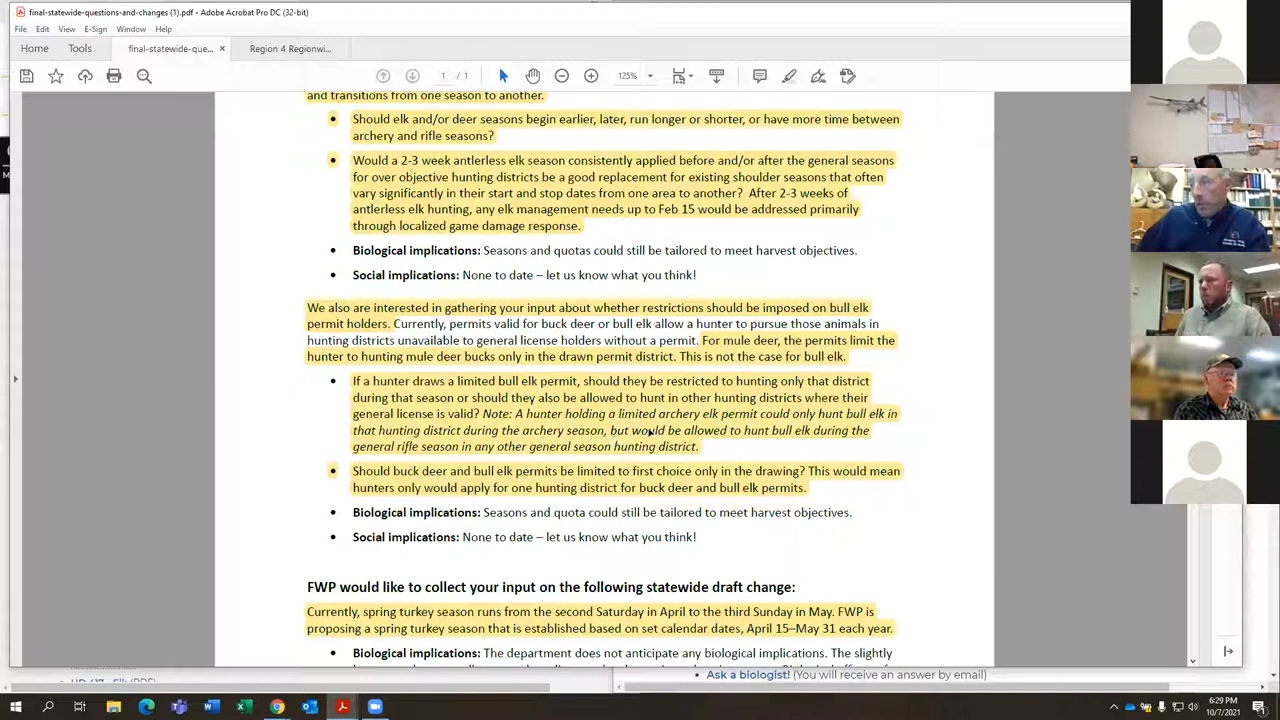 final-statewide-questions-and-changes (1).pdf - Adobe Acrobat Pro DC (32-bit)
File Edit View E-Sign Window Help
Home Tools final-statewide-que... × Region 4 Regionwi...
1 / 1 125%
and transitions from one season to another.
• Should elk and/or deer seasons begin earlier, later, run longer or shorter, or have more time between
archery and rifle seasons?
• Would a 2-3 week antlerless elk season consistently applied before and/or after the general seasons
for over objective hunting districts be a good replacement for existing shoulder seasons that often
vary significantly in their start and stop dates from one area to another? After 2-3 weeks of
antlerless elk hunting, any elk management needs up to Feb 15 would be addressed primarily
through localized game damage response.
• Biological implications: Seasons and quotas could still be tailored to meet harvest objectives.
• Social implications: None to date – let us know what you think!
We also are interested in gathering your input about whether restrictions should be imposed on bull elk
permit holders. Currently, permits valid for buck deer or bull elk allow a hunter to pursue those animals in
hunting districts unavailable to general license holders without a permit. For mule deer, the permits limit the
hunter to hunting mule deer bucks only in the drawn permit district. This is not the case for bull elk.
• If a hunter draws a limited bull elk permit, should they be restricted to hunting only that district
during that season or should they also be allowed to hunt in other hunting districts where their
general license is valid? Note: A hunter holding a limited archery elk permit could only hunt bull elk in
that hunting district during the archery season, but would be allowed to hunt bull elk during the
general rifle season in any other general season hunting district.
• Should buck deer and bull elk permits be limited to first choice only in the drawing? This would mean
hunters only would apply for one hunting district for buck deer and bull elk permits.
• Biological implications: Seasons and quota could still be tailored to meet harvest objectives.
• Social implications: None to date – let us know what you think!
FWP would like to collect your input on the following statewide draft change:
Currently, spring turkey season runs from the second Saturday in April to the third Sunday in May. FWP is
proposing a spring turkey season that is established based on set calendar dates, April 15–May 31 each year.
• Biological implications: The department does not anticipate any biological implications. The slightly
• Ask a biologist! (You will receive an answer by email)
6:29 PM
10/7/2021